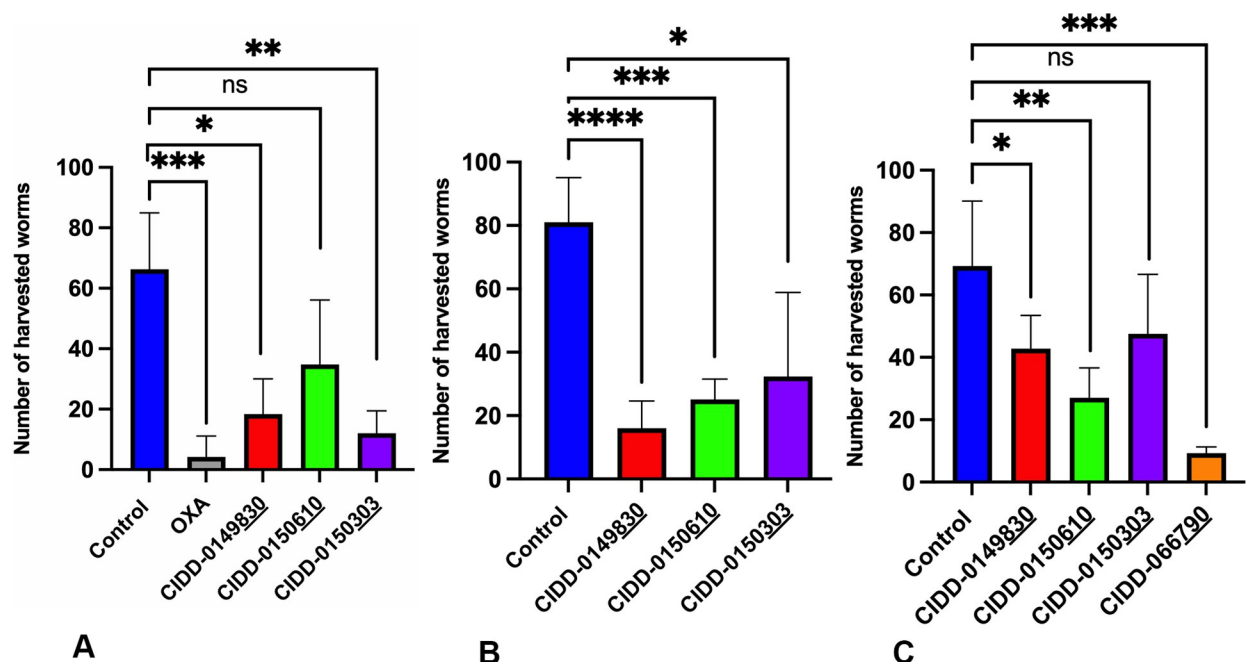 **
ns
*
***
Number of harvested worms
100
80
60
40
20
0
Control
OXA
CIDD-0149830
CIDD-0150610
CIDD-0150303
A
*
***
****
Number of harvested worms
100
80
60
40
20
0
Control
CIDD-0149830
CIDD-0150610
CIDD-0150303
B
***
ns
**
*
Number of harvested worms
100
80
60
40
20
0
Control
CIDD-0149830
CIDD-0150610
CIDD-0150303
CIDD-066790
C